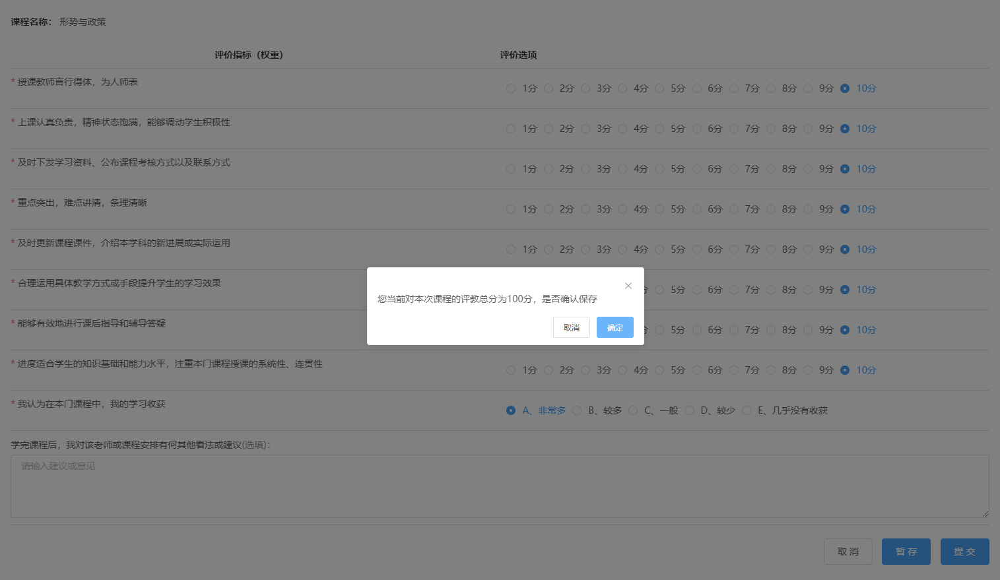 课程名称： 形势与政策
评价指标（权重） 评价选项
* 授课教师言行得体，为人师表 1分 2分 3分 4分 5分 6分 7分 8分 9分 10分
* 上课认真负责，精神状态饱满，能够调动学生积极性 1分 2分 3分 4分 5分 6分 7分 8分 9分 10分
* 及时下发学习资料、公布课程考核方式以及联系方式 1分 2分 3分 4分 5分 6分 7分 8分 9分 10分
* 重点突出，难点讲清，条理清晰 1分 2分 3分 4分 5分 6分 7分 8分 9分 10分
* 及时更新课程课件，介绍本学科的新进展或实际运用 1分 2分 3分 4分 5分 6分 7分 8分 9分 10分
* 合理运用具体教学方式或手段提升学生的学习效果 5分 6分 7分 8分 9分 10分
您当前对本次课程的评教总分为100分，是否确认保存
取消 确定
* 能够有效地进行课后指导和辅导答疑 5分 6分 7分 8分 9分 10分
* 进度适合学生的知识基础和能力水平，注重本门课程授课的系统性、连贯性 1分 2分 3分 4分 5分 6分 7分 8分 9分 10分
* 我认为在本门课程中，我的学习收获 A、非常多 B、较多 C、一般 D、较少 E、几乎没有收获
学完课程后，我对该老师或课程安排有何其他看法或建议(选填)：
请输入建议或意见
取消 暂存 提交